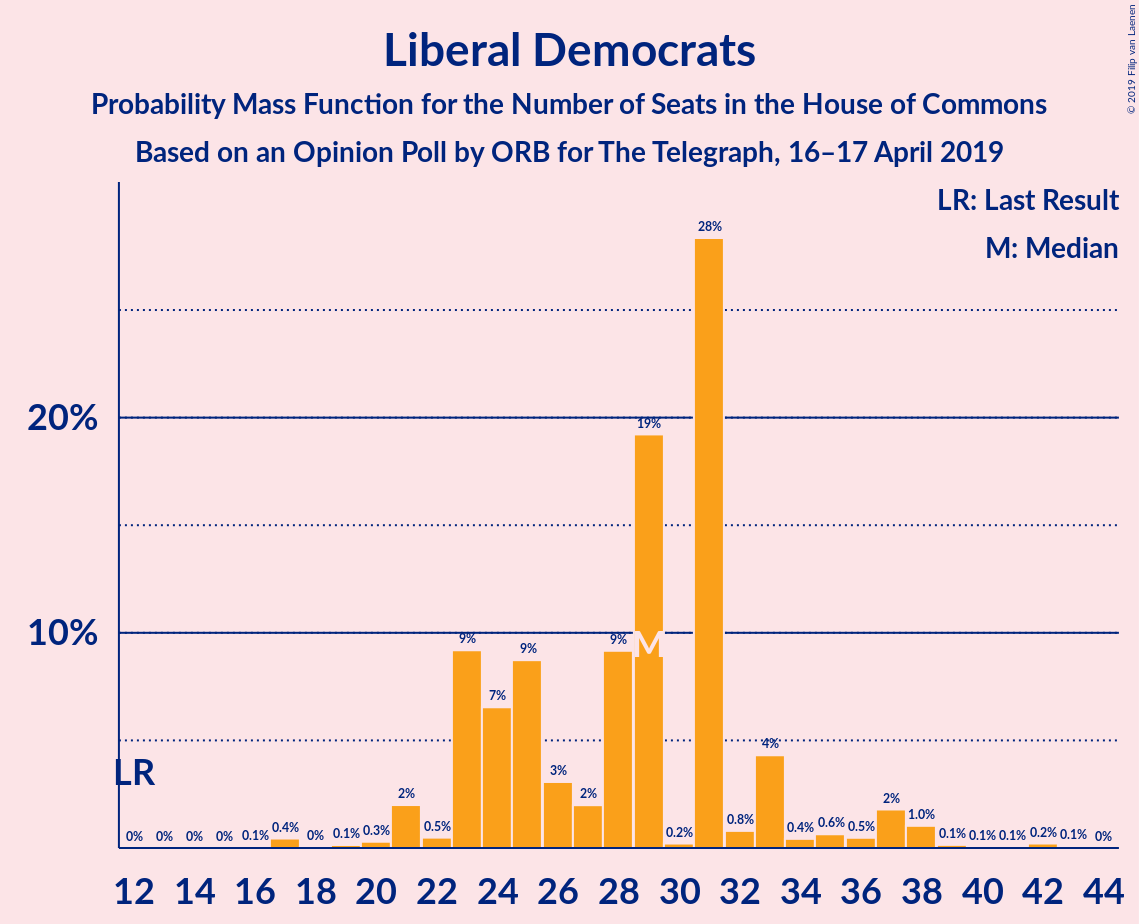 Liberal Democrats
Probability Mass Function for the Number of Seats in the House of Commons
Based on an Opinion Poll by ORB for The Telegraph, 16–17 April 2019
© 2019 Filip van Laenen
LR: Last Result
M: Median
20%
10%
LR
M
0% 0% 0% 0% 0.1% 0.4% 0% 0.1% 0.3% 2% 0.5% 9% 7% 9% 3% 2% 9% 19% 0.2% 28% 0.8% 4% 0.4% 0.6% 0.5% 2% 1.0% 0.1% 0.1% 0.1% 0.2% 0.1% 0%
12 14 16 18 20 22 24 26 28 30 32 34 36 38 40 42 44